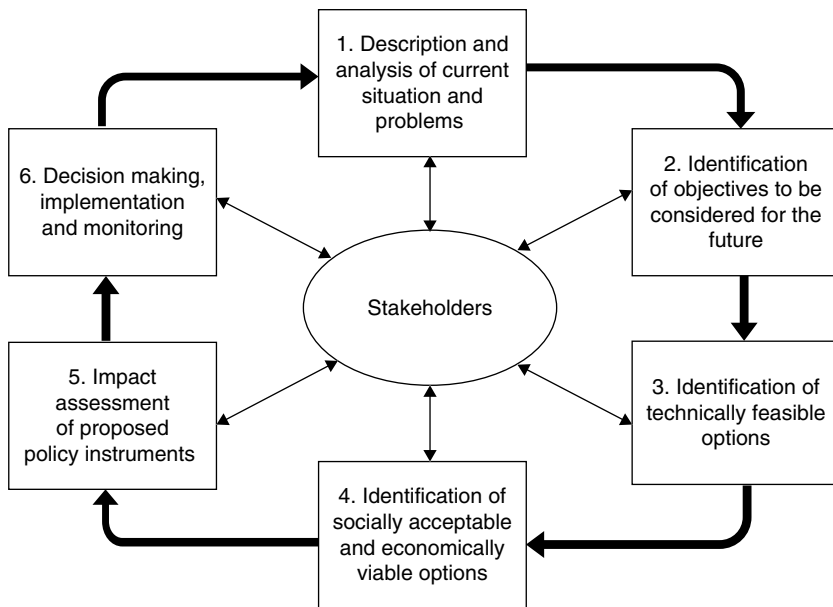 1. Description and
analysis of current
situation and
problems
2. Identification
of objectives to be
considered for the
future
3. Identification of
technically feasible
options
4. Identification of
socially acceptable
and economically
viable options
5. Impact
assessment
of proposed
policy instruments
6. Decision making,
implementation
and monitoring
Stakeholders